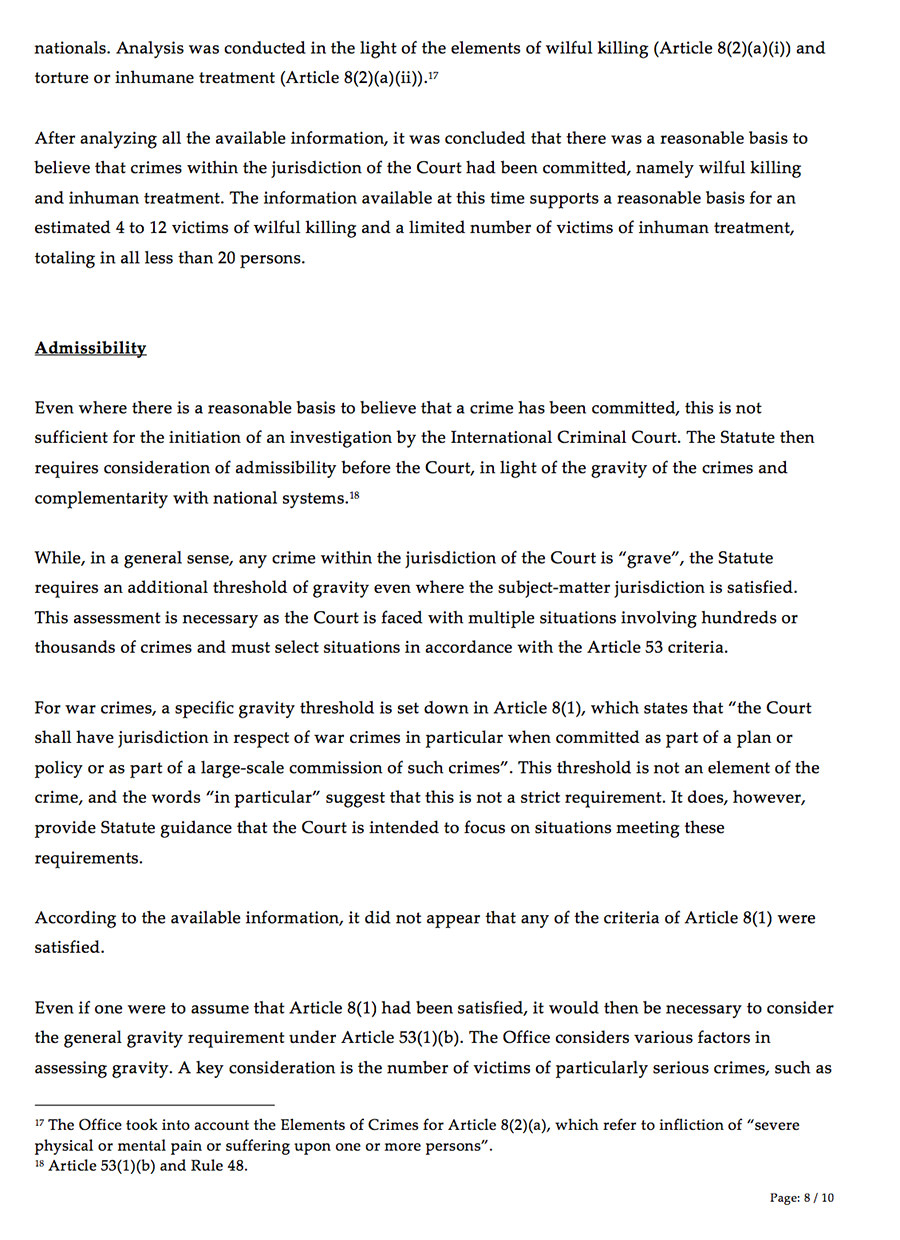 nationals. Analysis was conducted in the light of the elements of wilful killing (Article 8(2)(a)(i)) and
torture or inhumane treatment (Article 8(2)(a)(ii)).17
After analyzing all the available information, it was concluded that there was a reasonable basis to
believe that crimes within the jurisdiction of the Court had been committed, namely wilful killing
and inhuman treatment. The information available at this time supports a reasonable basis for an
estimated 4 to 12 victims of wilful killing and a limited number of victims of inhuman treatment,
totaling in all less than 20 persons.
Admissibility
Even where there is a reasonable basis to believe that a crime has been committed, this is not
sufficient for the initiation of an investigation by the International Criminal Court. The Statute then
requires consideration of admissibility before the Court, in light of the gravity of the crimes and
complementarity with national systems.18
While, in a general sense, any crime within the jurisdiction of the Court is “grave”, the Statute
requires an additional threshold of gravity even where the subject-matter jurisdiction is satisfied.
This assessment is necessary as the Court is faced with multiple situations involving hundreds or
thousands of crimes and must select situations in accordance with the Article 53 criteria.
For war crimes, a specific gravity threshold is set down in Article 8(1), which states that “the Court
shall have jurisdiction in respect of war crimes in particular when committed as part of a plan or
policy or as part of a large-scale commission of such crimes”. This threshold is not an element of the
crime, and the words “in particular” suggest that this is not a strict requirement. It does, however,
provide Statute guidance that the Court is intended to focus on situations meeting these
requirements.
According to the available information, it did not appear that any of the criteria of Article 8(1) were
satisfied.
Even if one were to assume that Article 8(1) had been satisfied, it would then be necessary to consider
the general gravity requirement under Article 53(1)(b). The Office considers various factors in
assessing gravity. A key consideration is the number of victims of particularly serious crimes, such as
17 The Office took into account the Elements of Crimes for Article 8(2)(a), which refer to infliction of “severe
physical or mental pain or suffering upon one or more persons”.
18 Article 53(1)(b) and Rule 48.
Page: 8 / 10